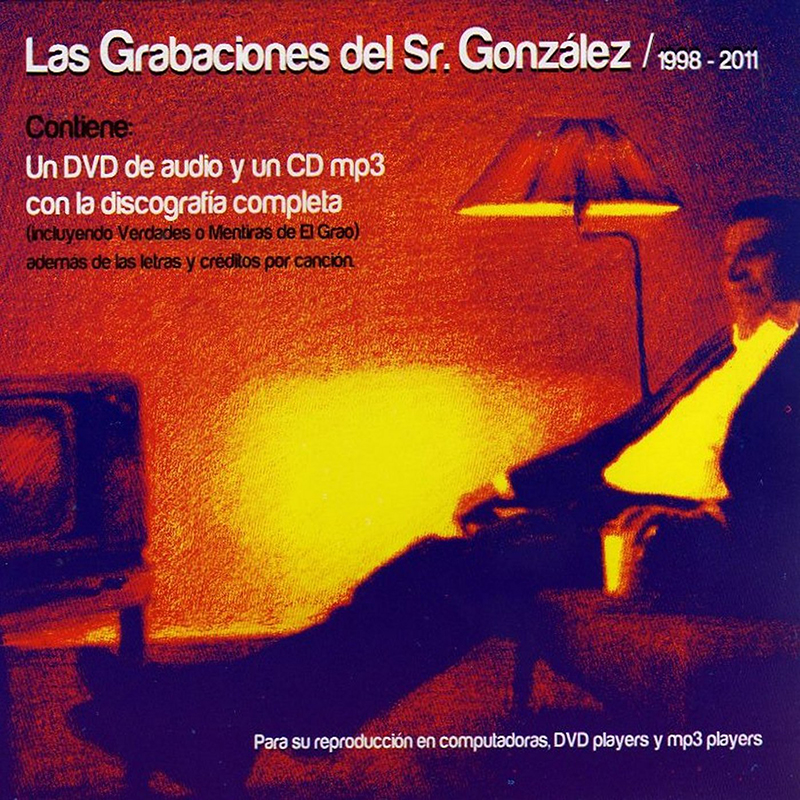 Las Grabaciones del Sr. González / 1998 - 2011
Contiene:
Un DVD de audio y un CD mp3
con la discografía completa
(incluyendo Verdades o Mentiras de El Grao)
ademas de las letras y créditos por canción.
Para su reproducción en computadoras, DVD players y mp3 players